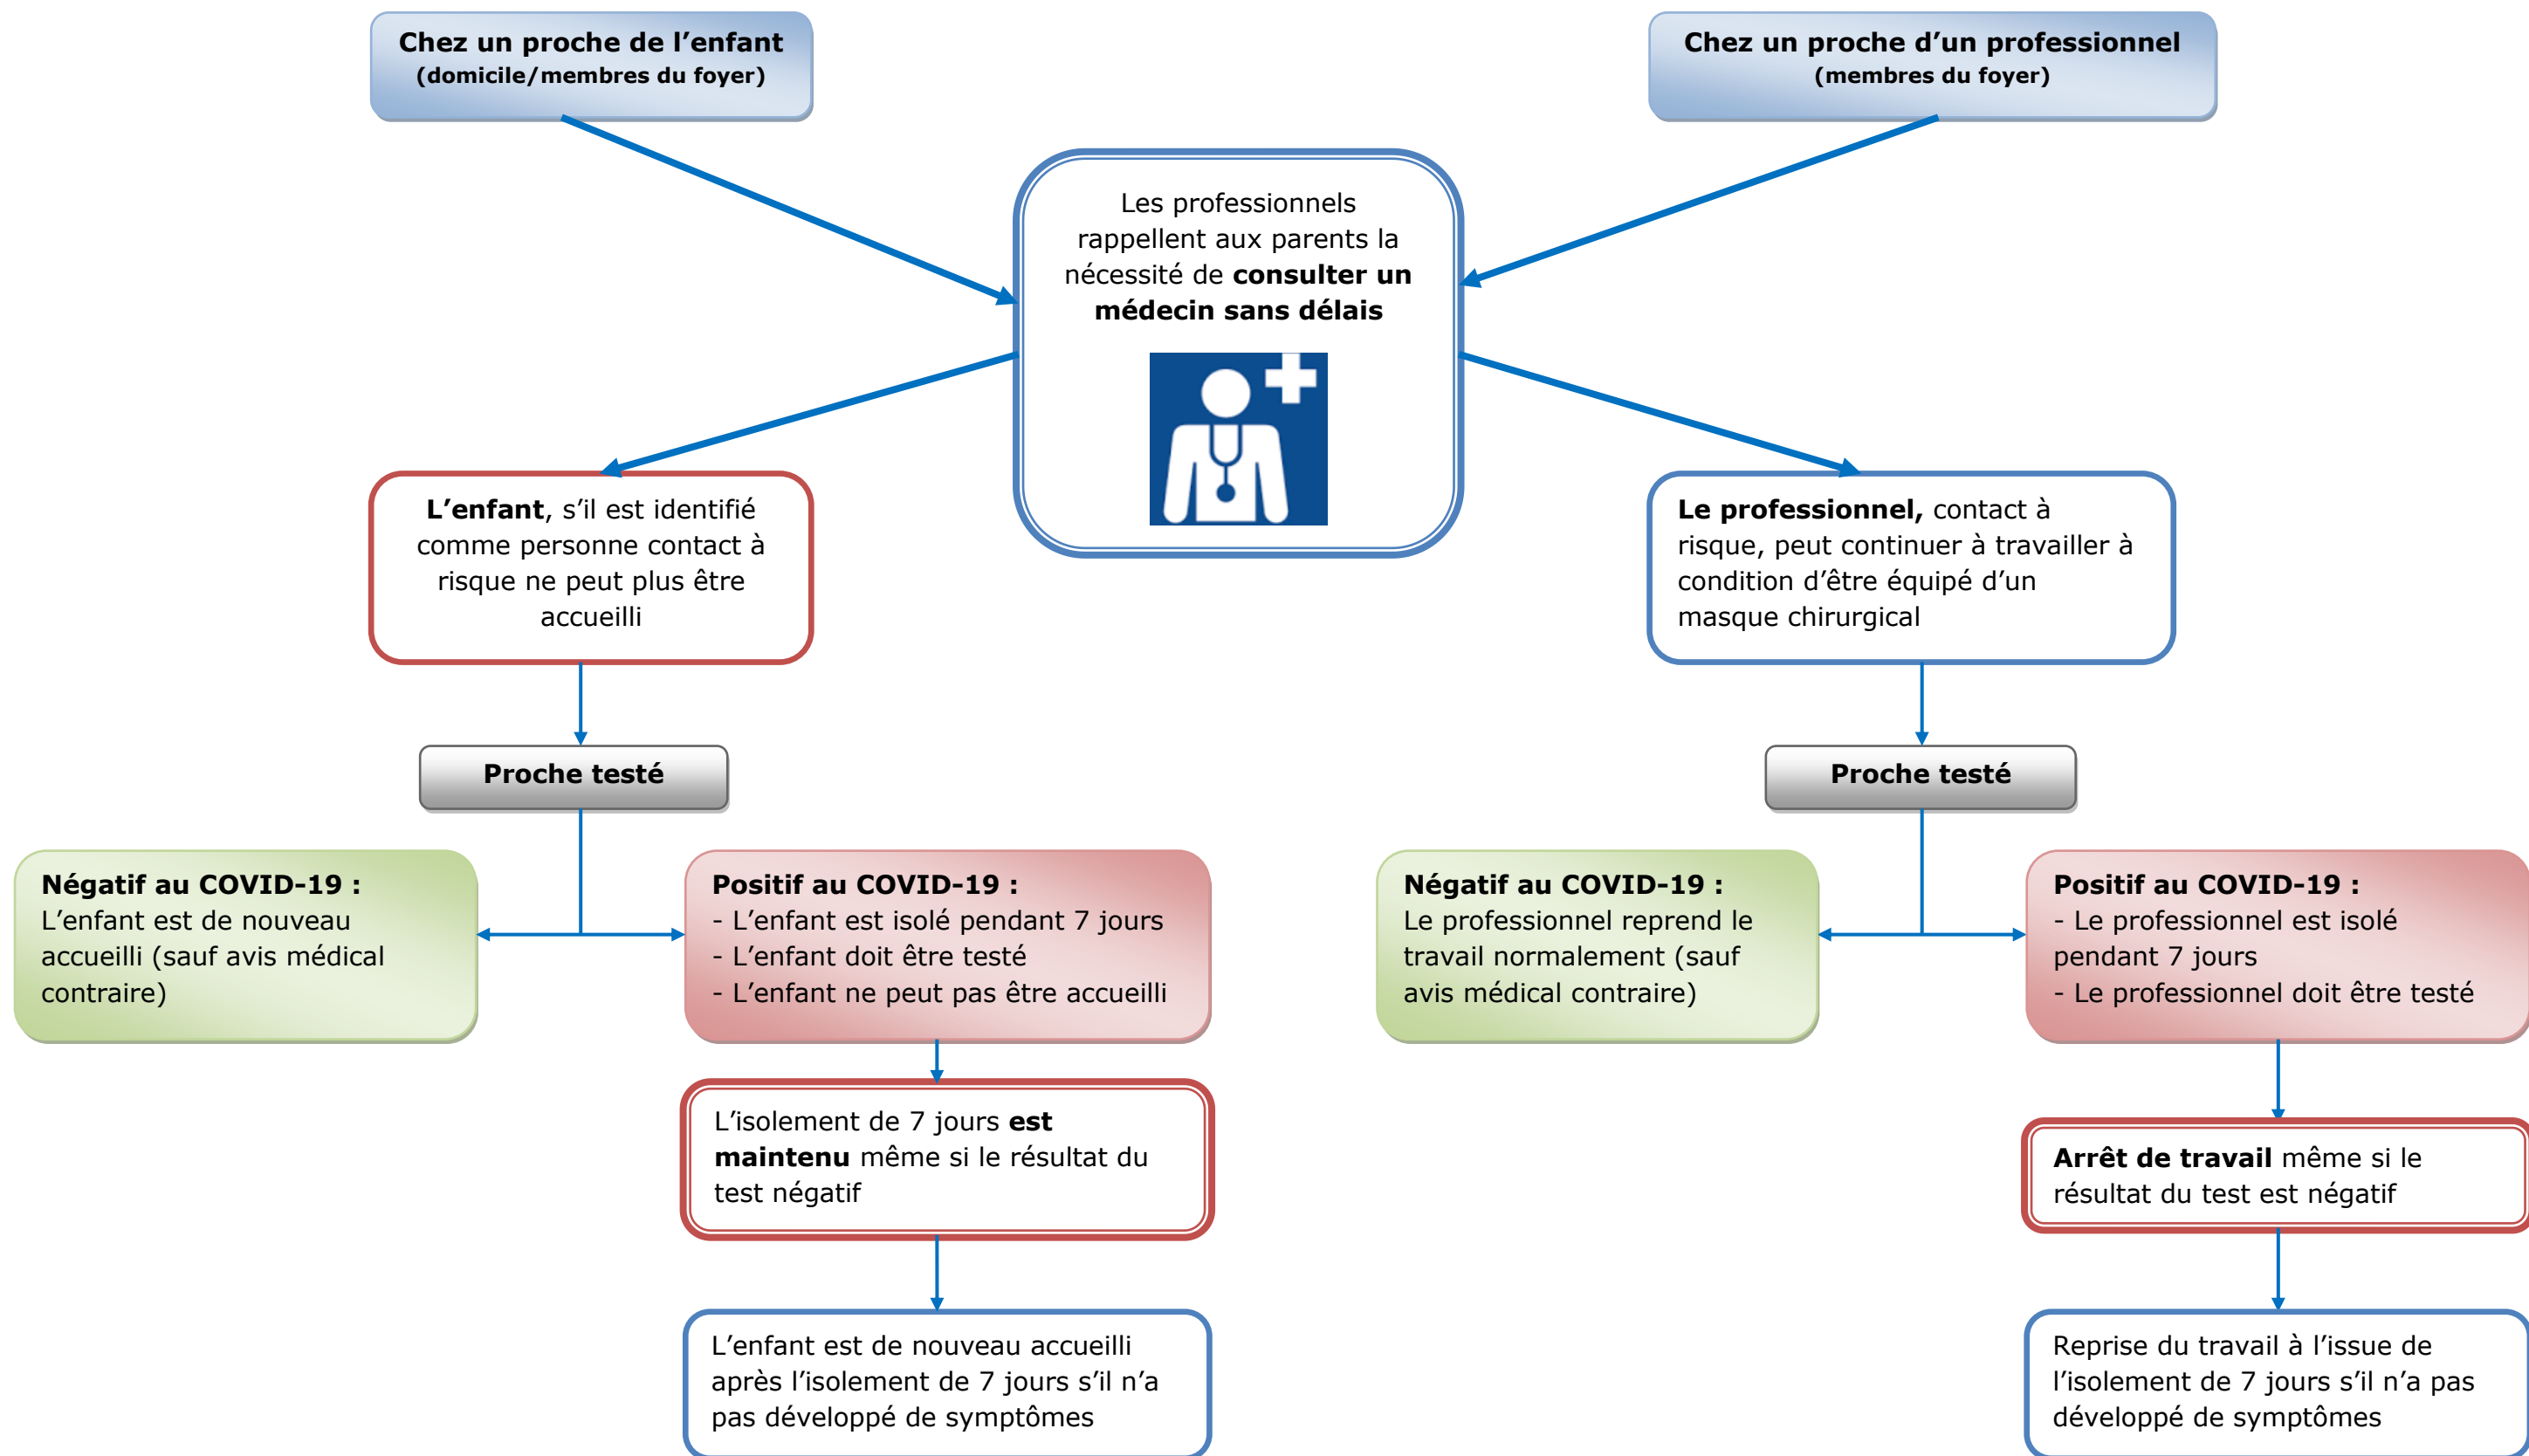 Chez un proche de l’enfant
(domicile/membres du foyer)
Chez un proche d’un professionnel
(membres du foyer)
Les professionnels
rappellent aux parents la
nécessité de consulter un
médecin sans délais
L’enfant, s’il est identifié
comme personne contact à
risque ne peut plus être
accueilli
Le professionnel, contact à
risque, peut continuer à travailler à
condition d’être équipé d’un
masque chirurgical
Proche testé
Proche testé
Négatif au COVID-19 :
L’enfant est de nouveau
accueilli (sauf avis médical
contraire)
Positif au COVID-19 :
- L’enfant est isolé pendant 7 jours
- L’enfant doit être testé
- L’enfant ne peut pas être accueilli
Négatif au COVID-19 :
Le professionnel reprend le
travail normalement (sauf
avis médical contraire)
Positif au COVID-19 :
- Le professionnel est isolé
pendant 7 jours
- Le professionnel doit être testé
L’isolement de 7 jours est
maintenu même si le résultat du
test négatif
Arrêt de travail même si le
résultat du test est négatif
L’enfant est de nouveau accueilli
après l’isolement de 7 jours s’il n’a
pas développé de symptômes
Reprise du travail à l’issue de
l’isolement de 7 jours s’il n’a pas
développé de symptômes